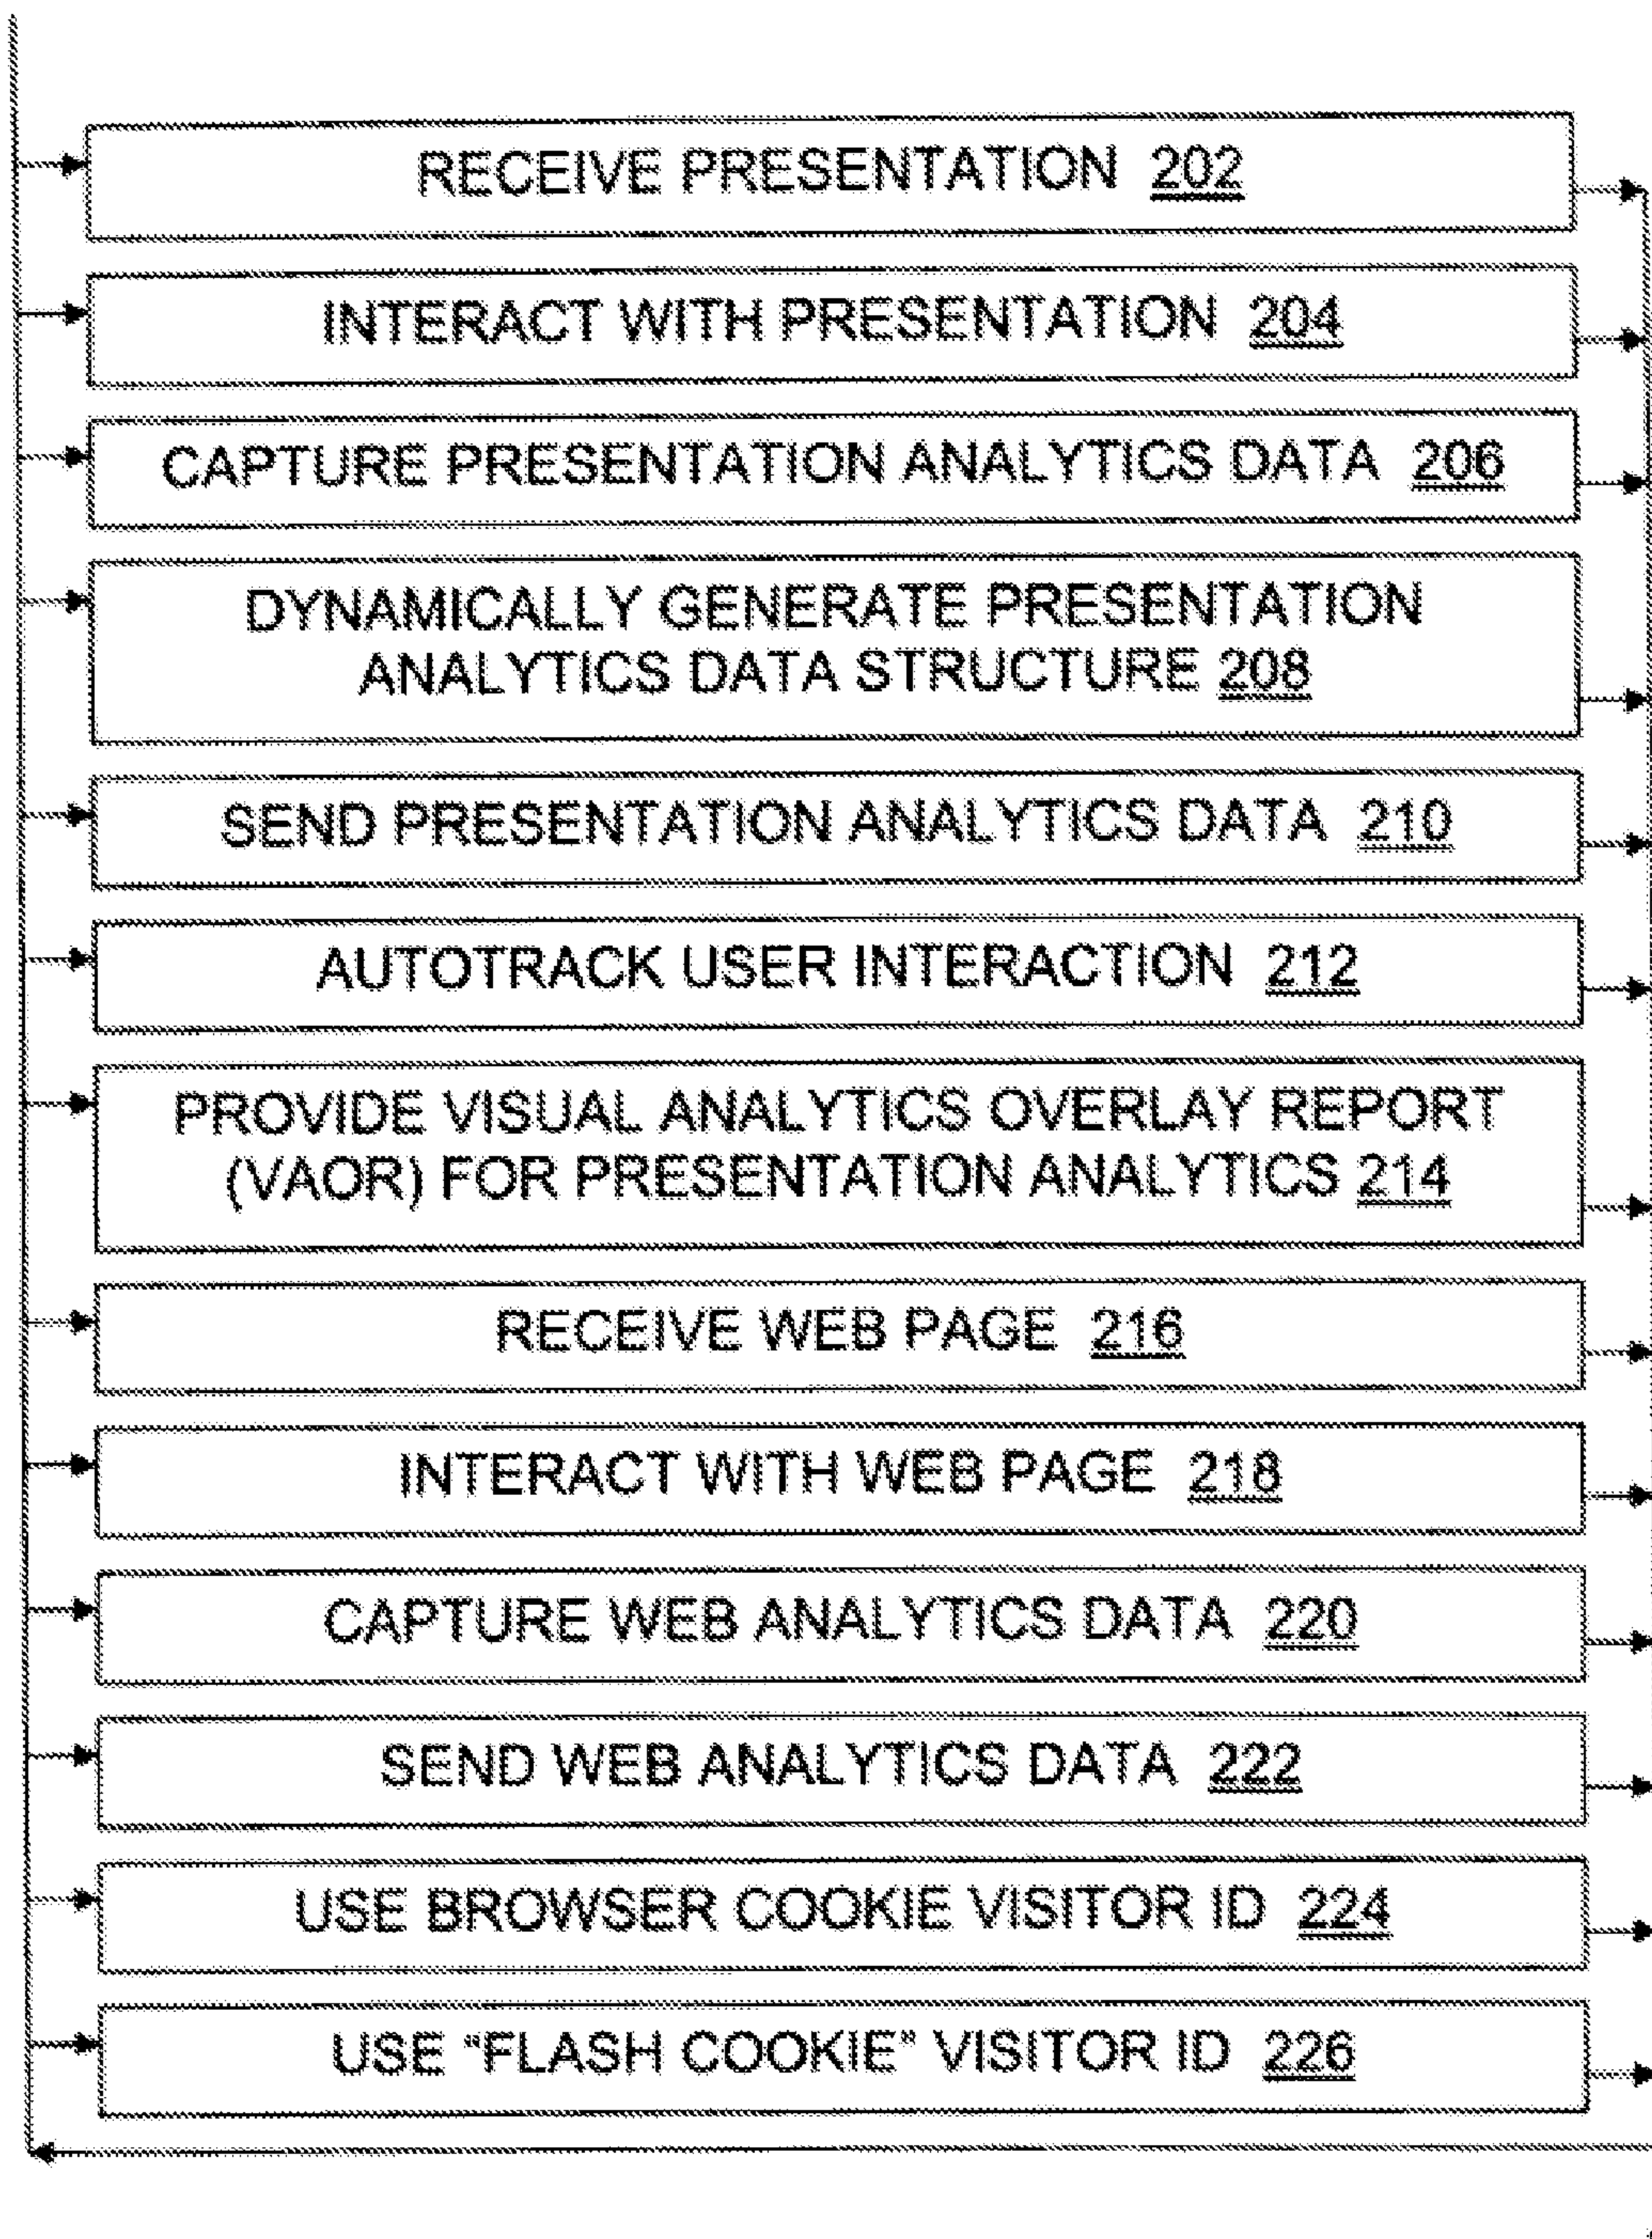 RECEIVE PRESENTATION 202
INTERACT WITH PRESENTATION 204
CAPTURE PRESENTATION ANALYTICS DATA 206
DYNAMICALLY GENERATE PRESENTATION
ANALYTICS DATA STRUCTURE 208
SEND PRESENTATION ANALYTICS DATA 210
AUTOTRACK USER INTERACTION 212
PROVIDE VISUAL ANALYTICS OVERLAY REPORT
(VAOR) FOR PRESENTATION ANALYTICS 214
RECEIVE WEB PAGE 216
INTERACT WITH WEB PAGE 218
CAPTURE WEB ANALYTICS DATA 220
SEND WEB ANALYTICS DATA 222
USE BROWSER COOKIE VISITOR ID 224
USE “FLASH COOKIE” VISITOR ID 226